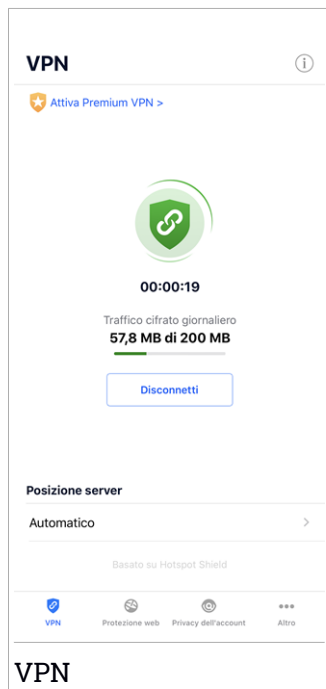 VPN
Attiva Premium VPN >
00:00:19
Traffico cifrato giornaliero
57,8 MB di 200 MB
Disconnetti
Posizione server
Automatico
Basato su Hotspot Shield
VPN
Protezione web
Privacy dell'account
Altro
VPN